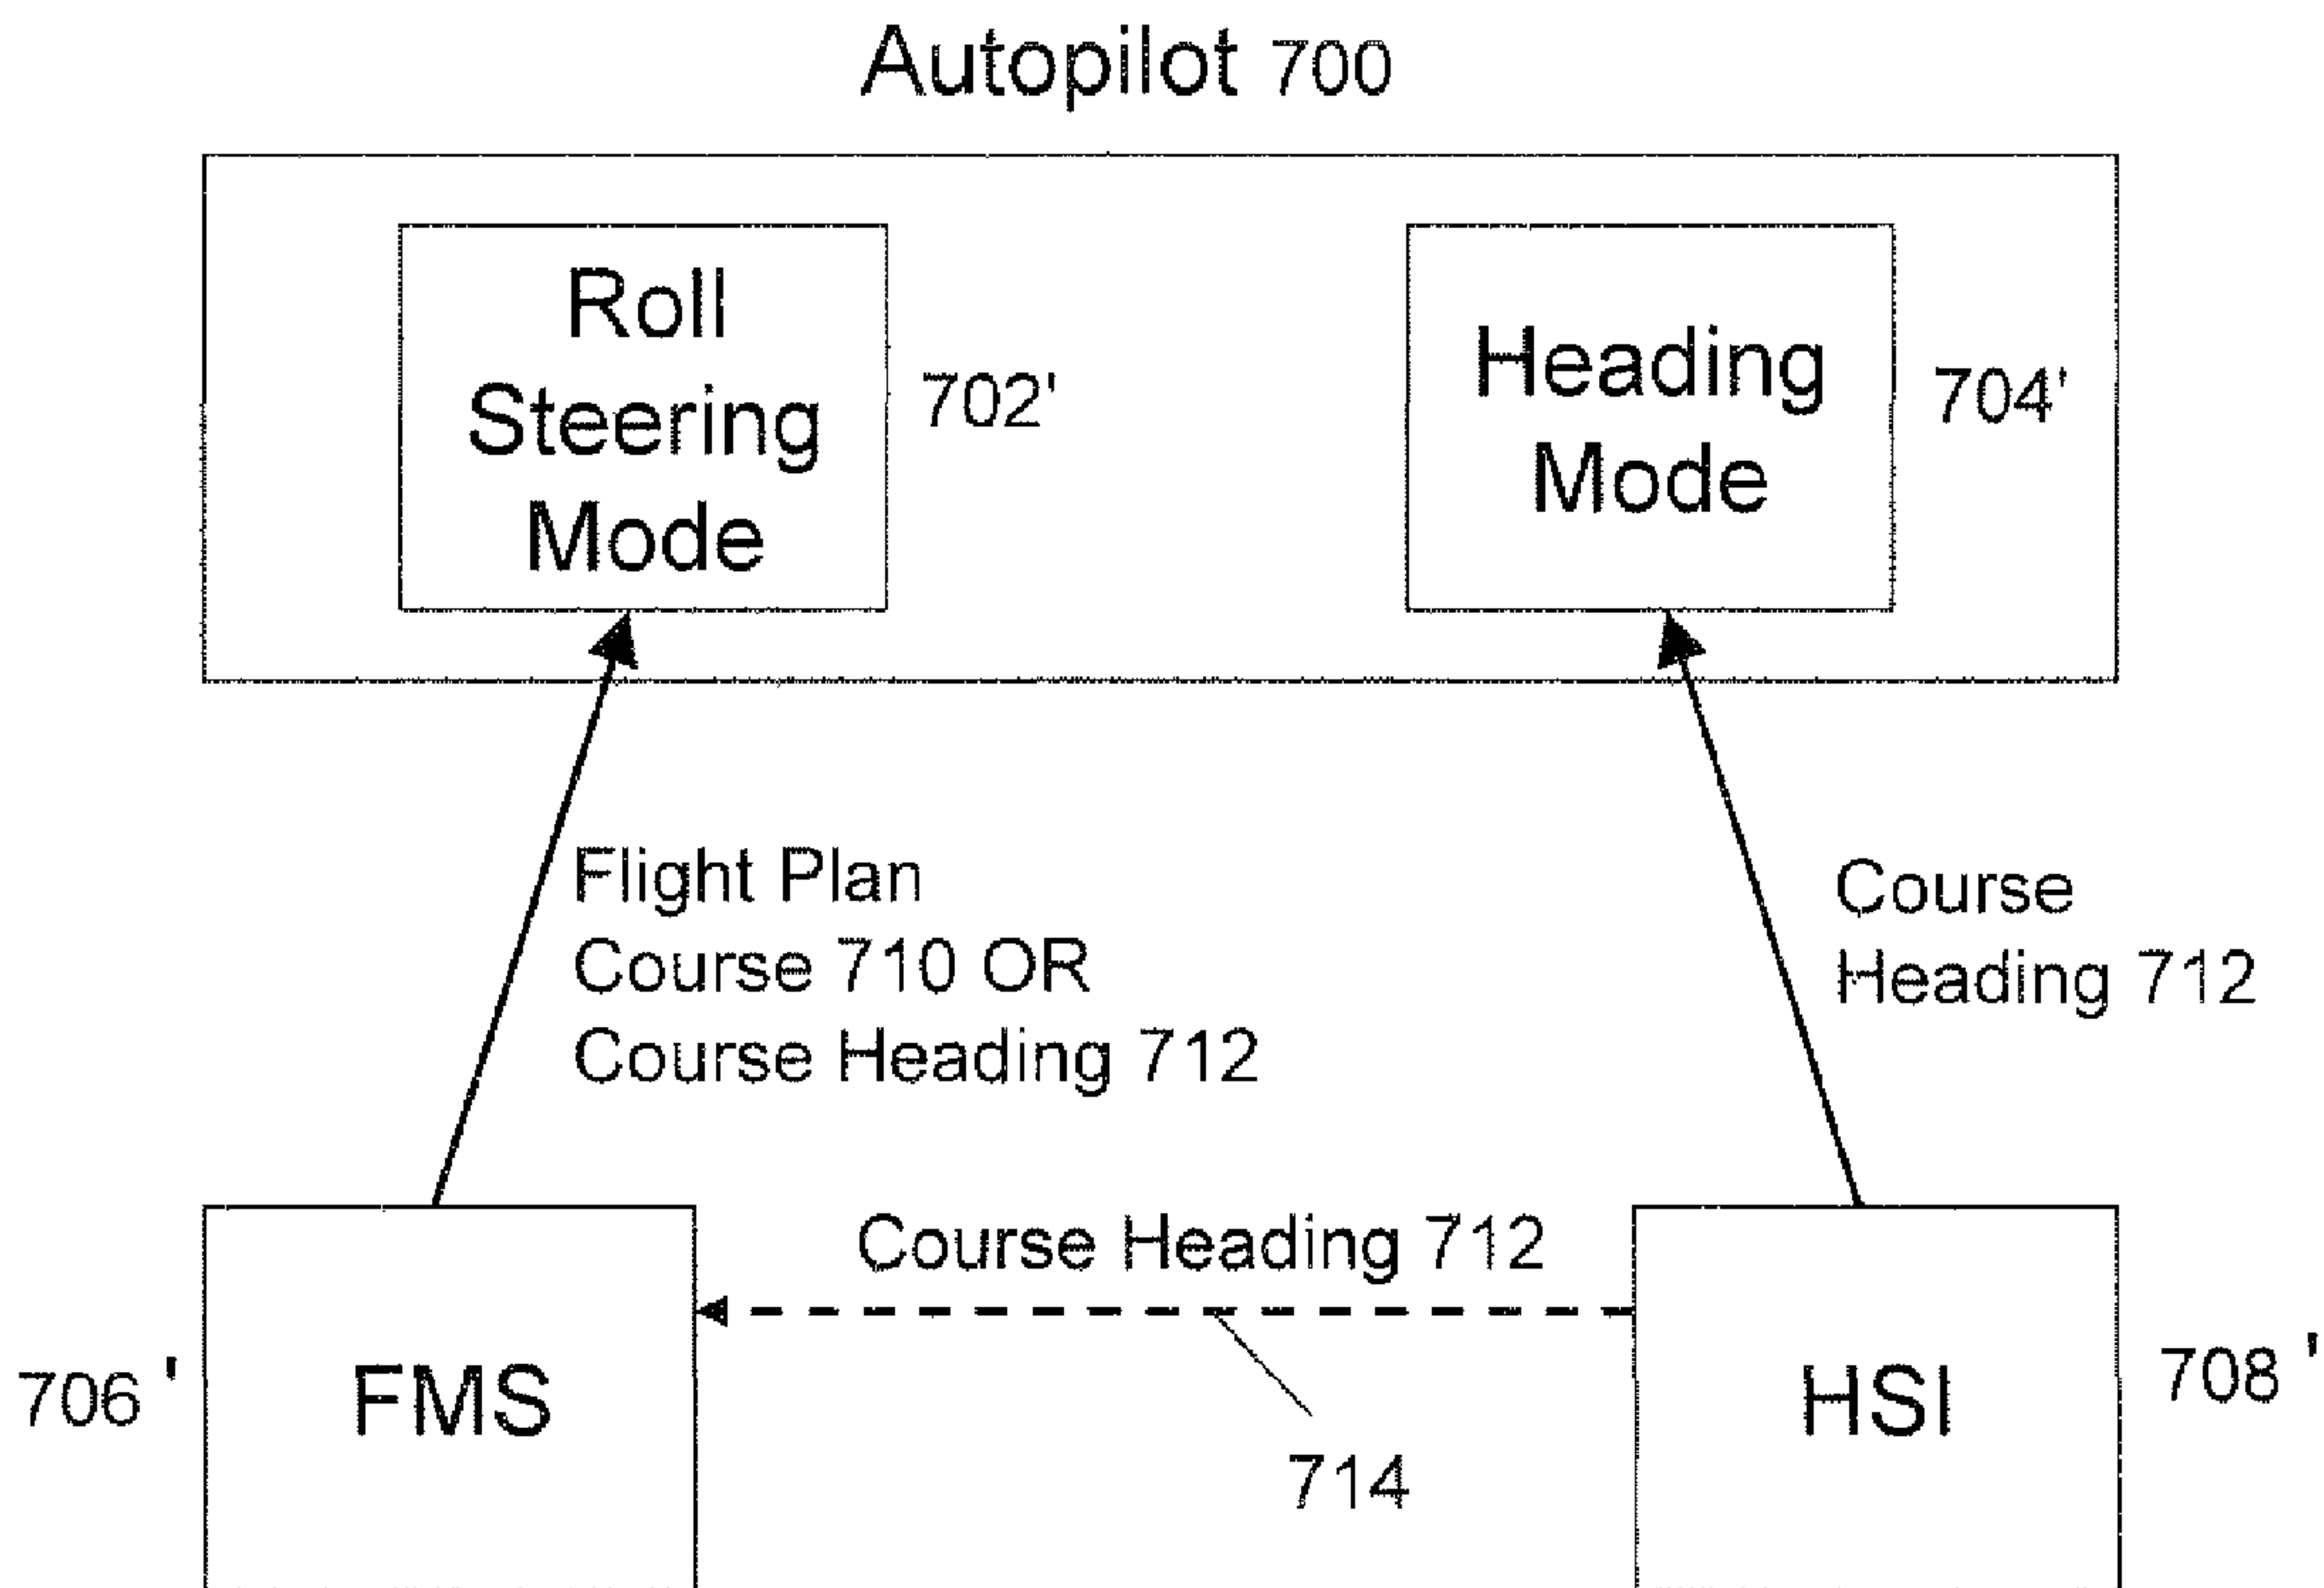 Autopilot 700
Roll
Steering
Mode
702'
Heading
Mode
704'
Flight Plan
Course 710 OR
Course Heading 712
Course
Heading 712
Course Heading 712
706 '
FMS
714
HSI
708 '